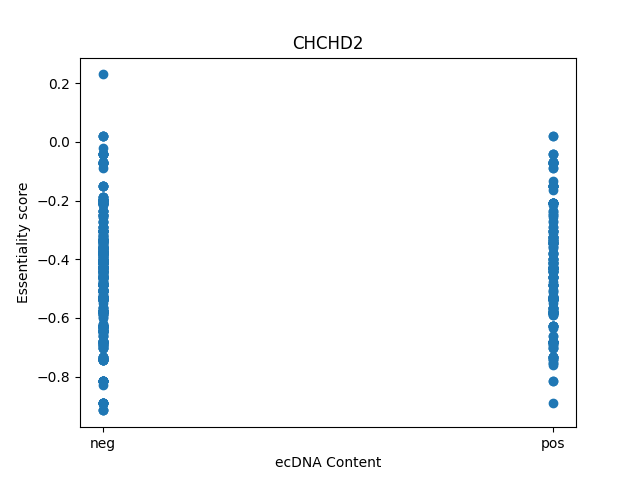 CHCHD2
Essentiality score
0.2
0.0
−0.2
−0.4
−0.6
−0.8
neg
pos
ecDNA Content